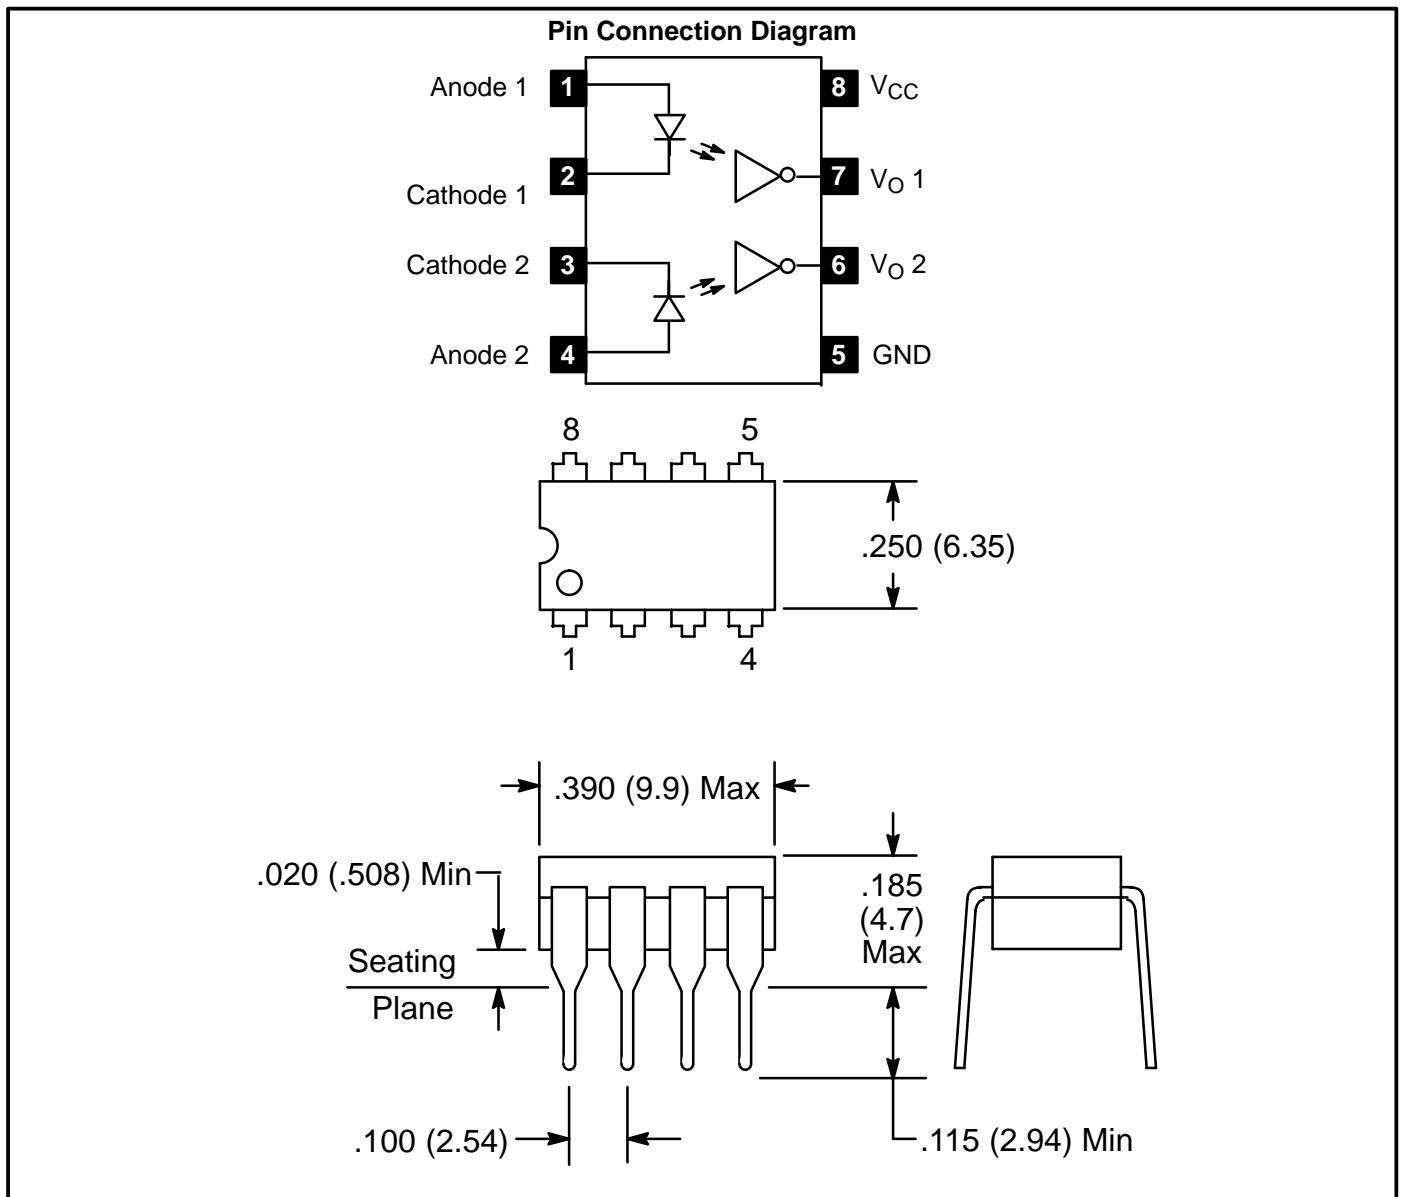 Pin Connection Diagram
Anode 1 1 8 VCC
Cathode 1 2 7 VO 1
Cathode 2 3 6 VO 2
Anode 2 4 5 GND
8 5
.250 (6.35)
1 4
.390 (9.9) Max
.020 (.508) Min
.185
(4.7)
Max
Seating
Plane
.100 (2.54)
.115 (2.94) Min